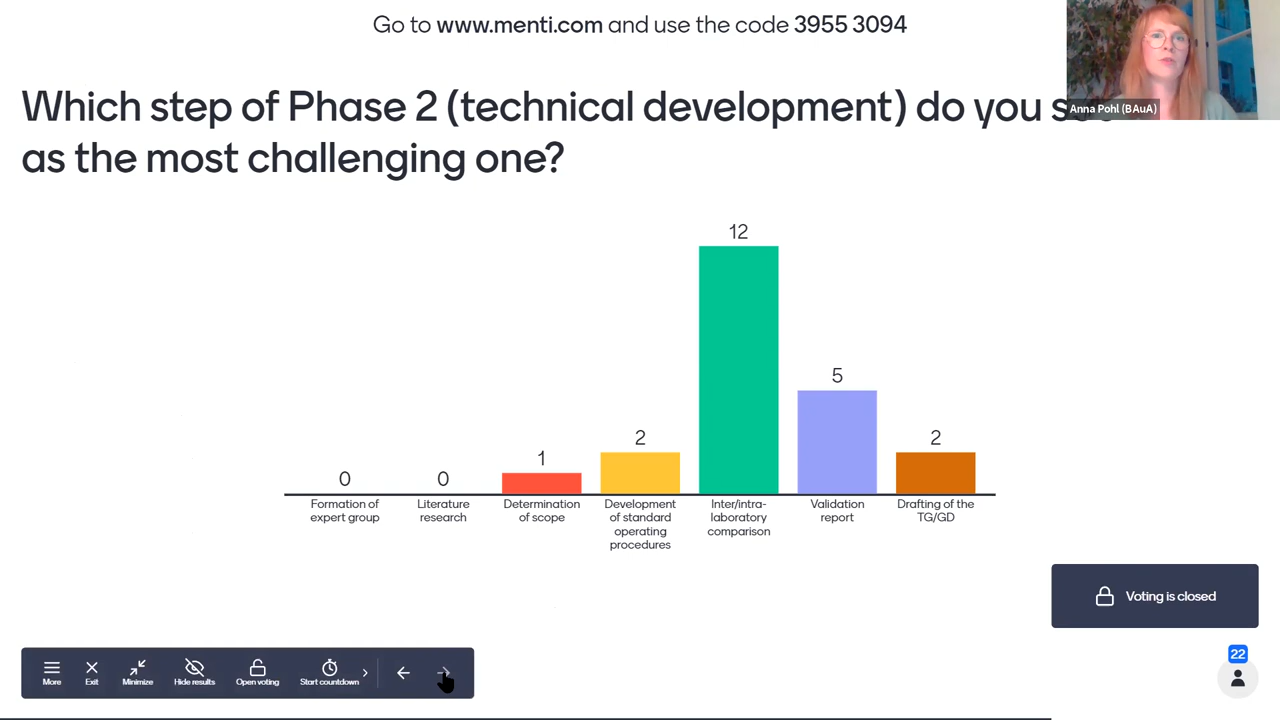 Go to www.menti.com and use the code 3955 3094
Anna Pohl (BAuA)
Which step of Phase 2 (technical development) do you
as the most challenging one?
12
5
2
2
1
0
0
Formation of
expert group
Literature
research
Determination
of scope
Development
of standard
operating
procedures
Inter/intra-
laboratory
comparison
Validation
report
Drafting of the
TG/GD
Voting is closed
22
More
Exit
Minimize
Hide results
Open voting
Start countdown